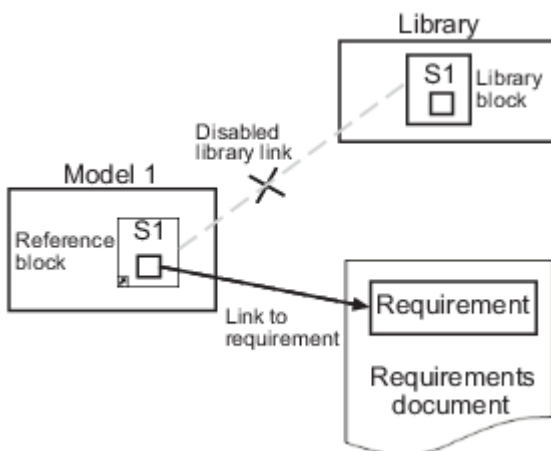 Library
S1
Library
block
Disabled
library link
Model 1
S1
Reference
block
Link to
requirement
Requirement
Requirements
document